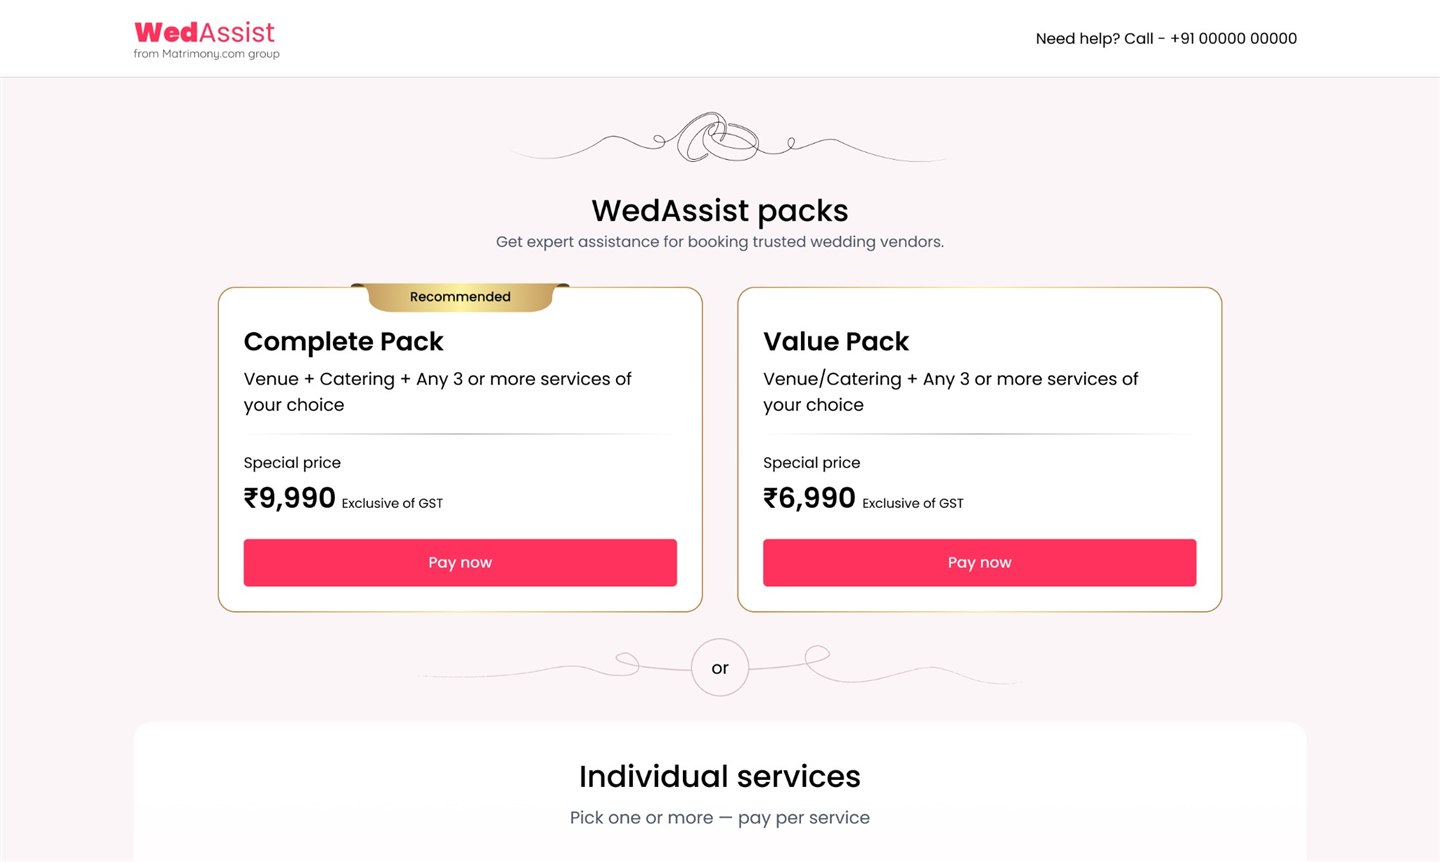 WedAssist
from Matrimony.com group
Need help? Call - +91 00000 00000
WedAssist packs
Get expert assistance for booking trusted wedding vendors.
Recommended
Complete Pack
Venue + Catering + Any 3 or more services of
your choice
Special price
₹9,990 Exclusive of GST
Pay now
Value Pack
Venue/Catering + Any 3 or more services of
your choice
Special price
₹6,990 Exclusive of GST
Pay now
or
Individual services
Pick one or more — pay per service